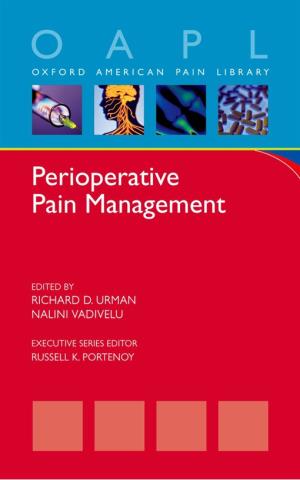 O A P L
OXFORD AMERICAN PAIN LIBRARY
Perioperative
Pain Management
EDITED BY
RICHARD D. URMAN
NALINI VADIVELU
EXECUTIVE SERIES EDITOR
RUSSELL K. PORTENOY